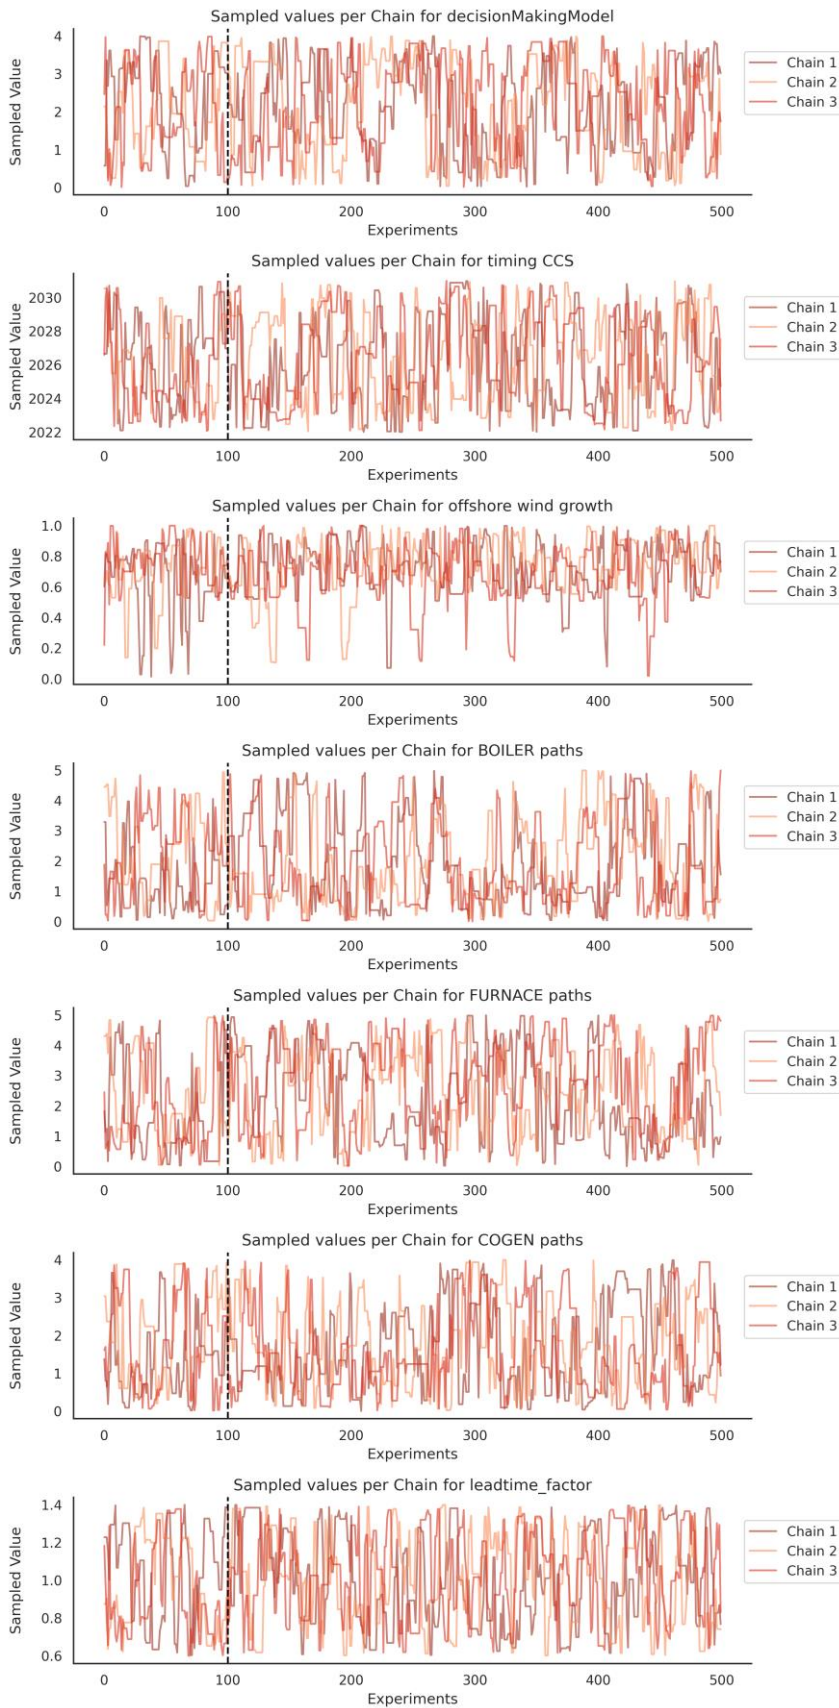 Sampled values per Chain for decisionMakingModel
Sampled Value
4
3
2
1
0
0 100 200 300 400 500
Experiments
Chain 1
Chain 2
Chain 3
Sampled values per Chain for timing CCS
Sampled Value
2030
2028
2026
2024
2022
0 100 200 300 400 500
Experiments
Chain 1
Chain 2
Chain 3
Sampled values per Chain for offshore wind growth
Sampled Value
1.0
0.8
0.6
0.4
0.2
0.0
0 100 200 300 400 500
Experiments
Chain 1
Chain 2
Chain 3
Sampled values per Chain for BOILER paths
Sampled Value
5
4
3
2
1
0
0 100 200 300 400 500
Experiments
Chain 1
Chain 2
Chain 3
Sampled values per Chain for FURNACE paths
Sampled Value
5
4
3
2
1
0
0 100 200 300 400 500
Experiments
Chain 1
Chain 2
Chain 3
Sampled values per Chain for COGEN paths
Sampled Value
4
3
2
1
0
0 100 200 300 400 500
Experiments
Chain 1
Chain 2
Chain 3
Sampled values per Chain for leadtime_factor
Sampled Value
1.4
1.2
1.0
0.8
0.6
0 100 200 300 400 500
Experiments
Chain 1
Chain 2
Chain 3